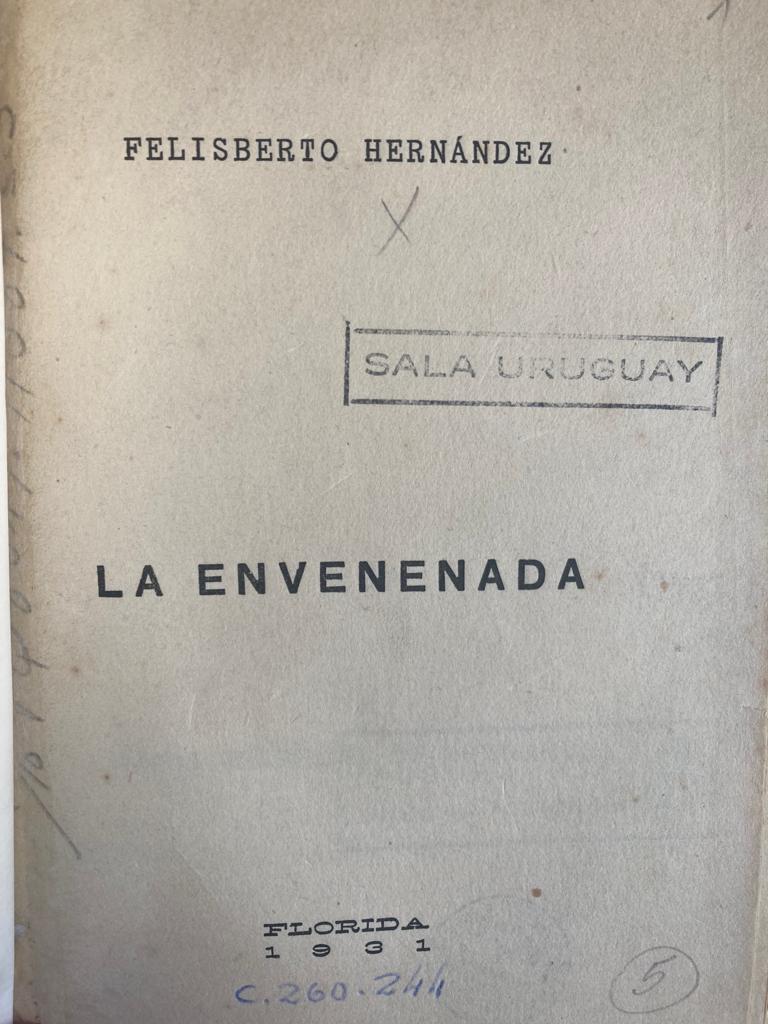 FELISBERTO HERNÁNDEZ
X
SALA URUGUAY
LA ENVENENADA
FLORIDA
1931
C.260.244
5